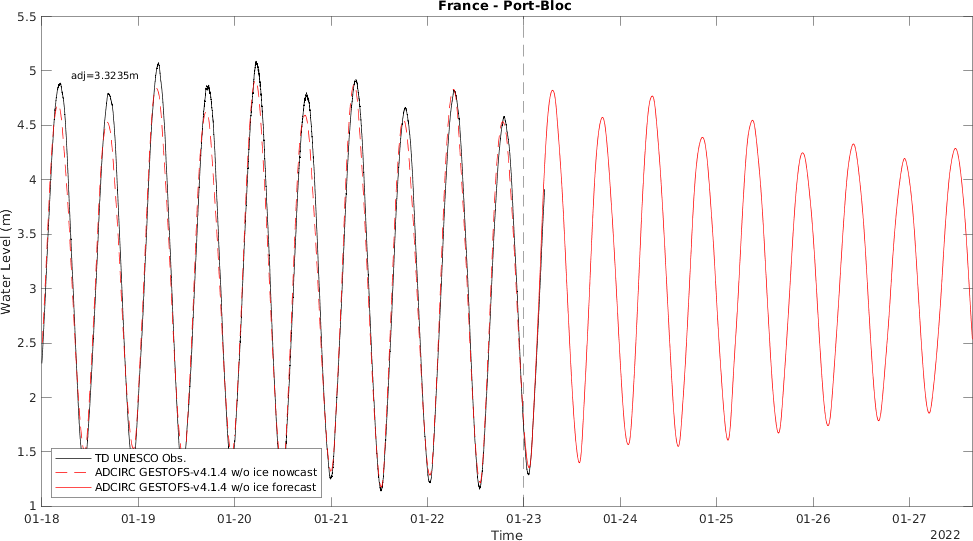 France - Port-Bloc
5.5
5
4.5
4
3.5
3
2.5
2
1.5
1
Water Level (m)
adj=3.3235m
TD UNESCO Obs.
ADCIRC GESTOFS-v4.1.4 w/o ice nowcast
ADCIRC GESTOFS-v4.1.4 w/o ice forecast
01-18 01-19 01-20 01-21 01-22 01-23 01-24 01-25 01-26 01-27
Time
2022